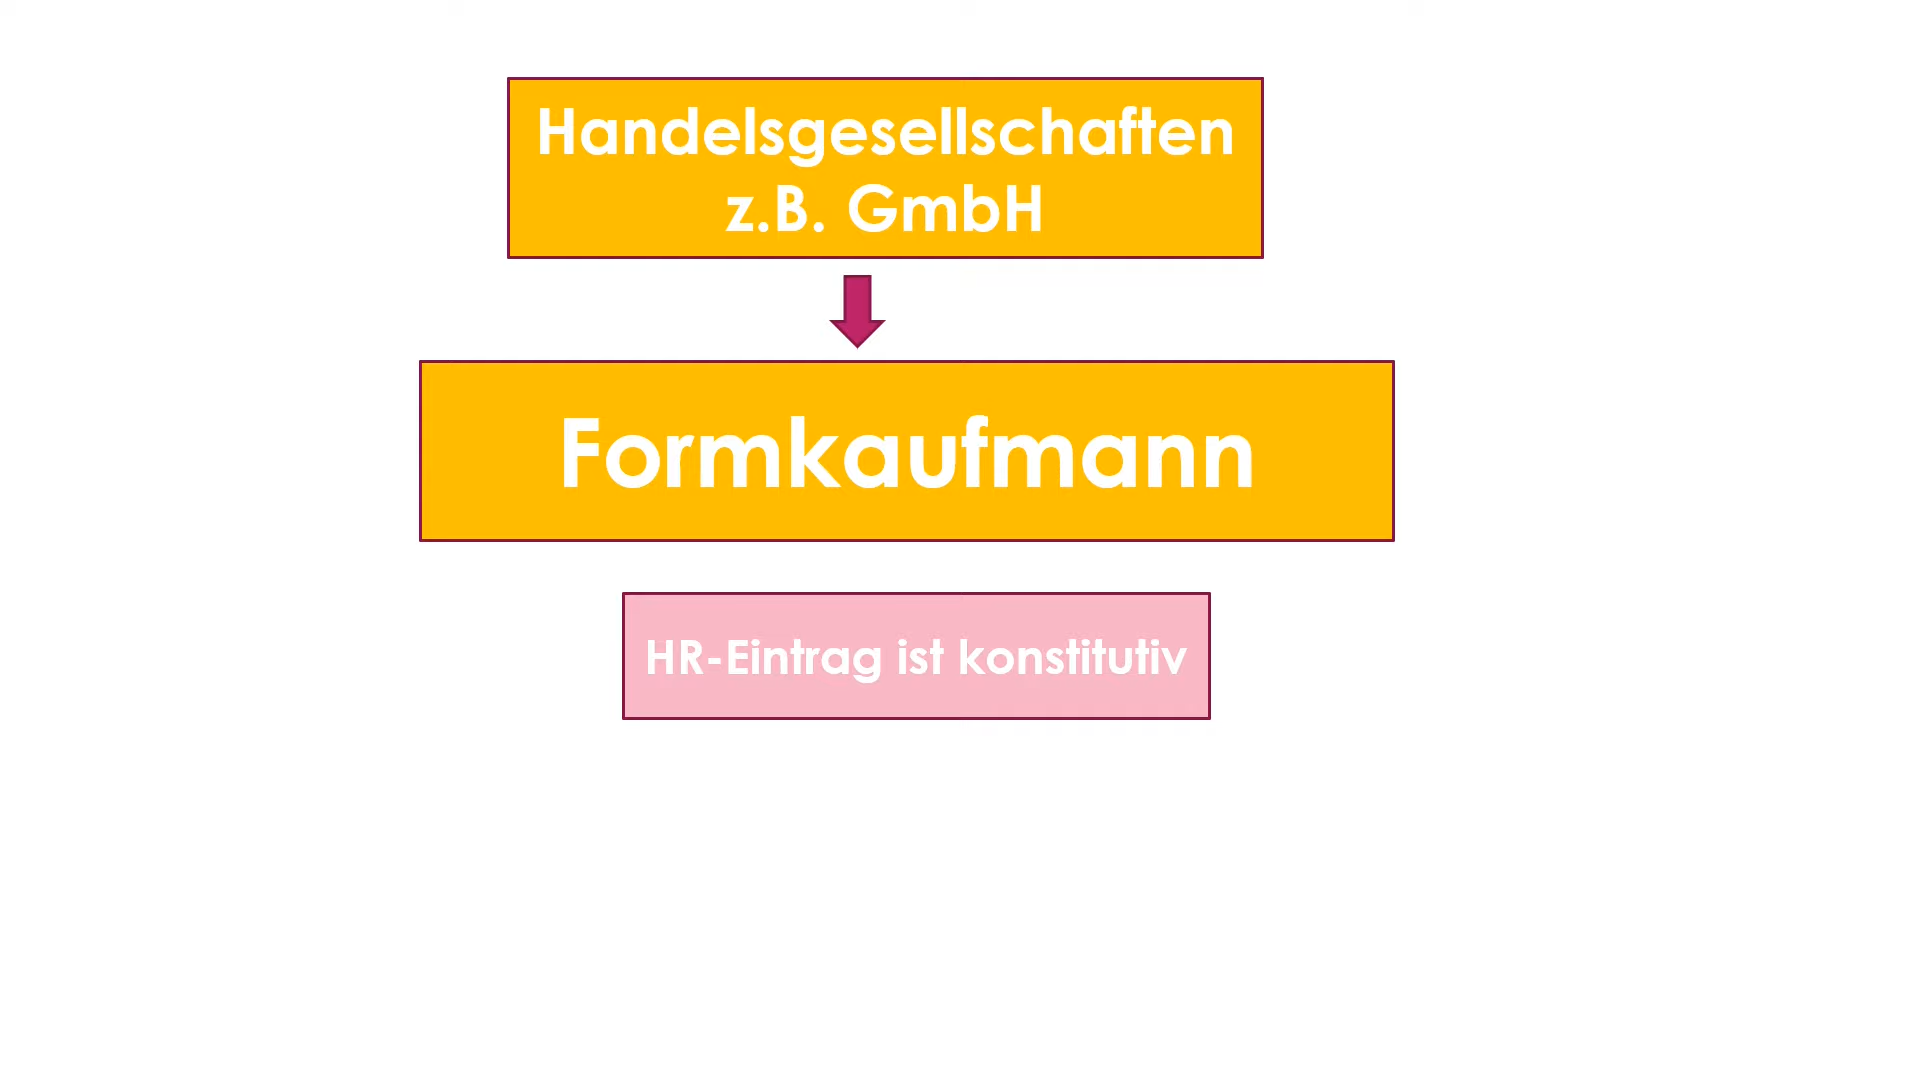 Handelsgesellschaften
z.B. GmbH
Formkaufmann
HR-Eintrag ist konstitutiv